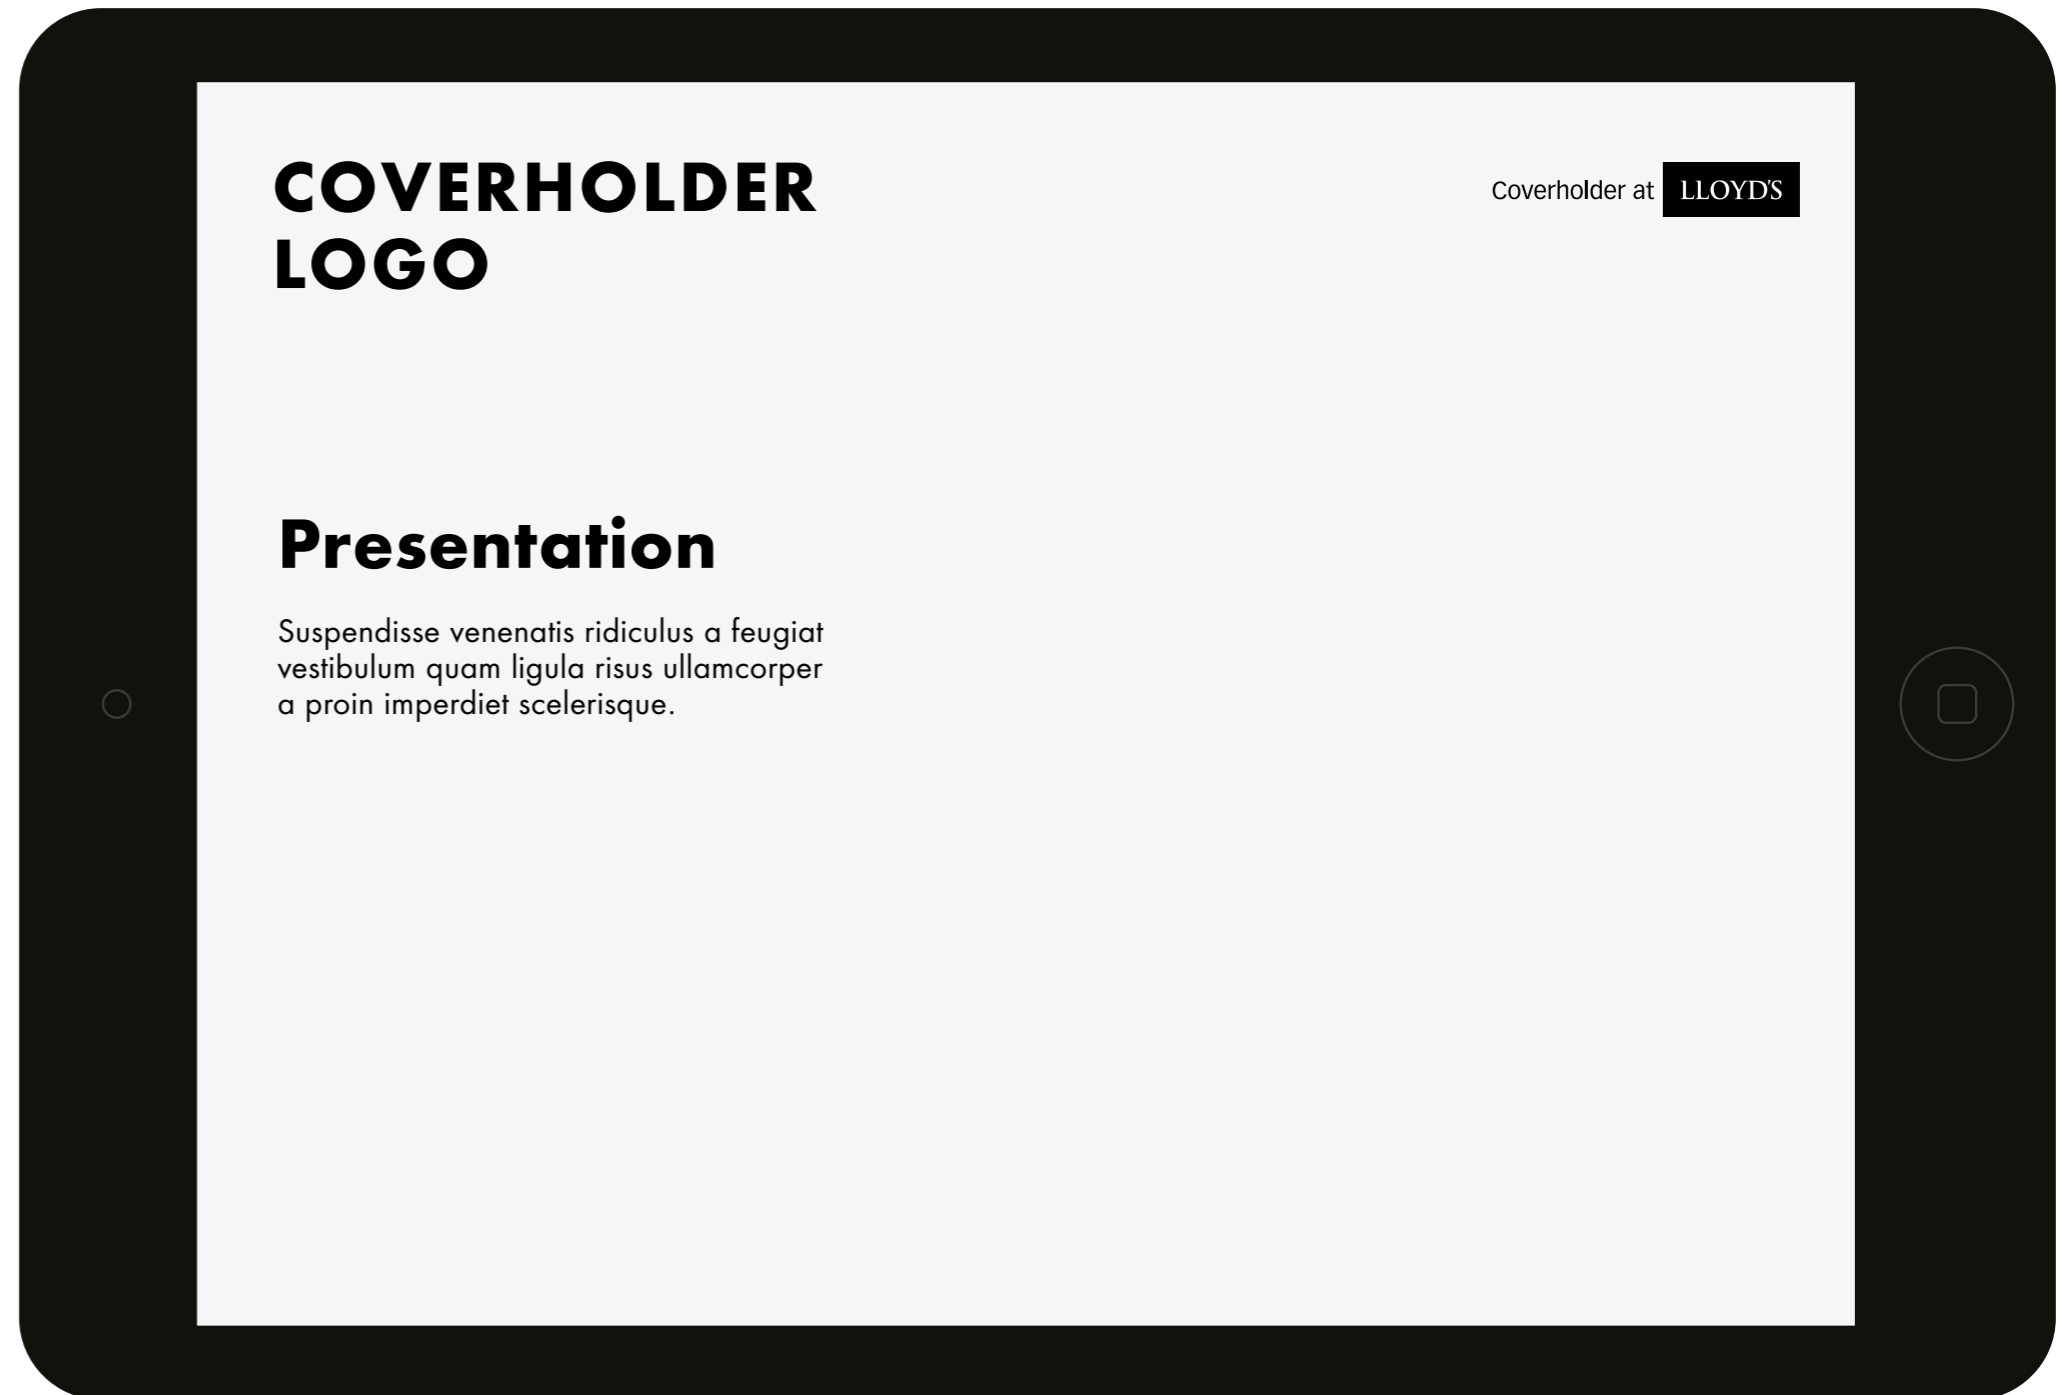 COVERHOLDER
LOGO
Coverholder at LLOYD'S
Presentation
Suspendisse venenatis ridiculus a feugiat
vestibulum quam ligula risus ullamcorper
a proin imperdiet scelerisque.